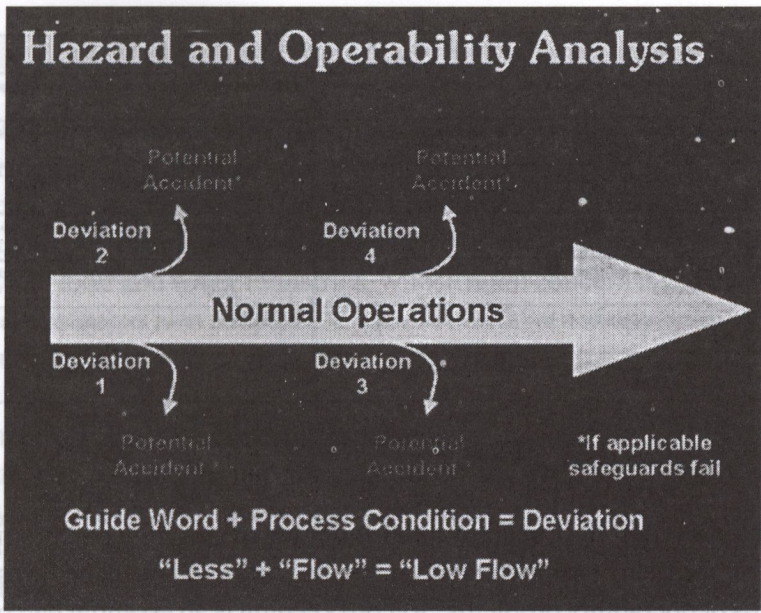 Hazard and Operability Analysis
Potential
Accident*
Potential
Accident*
Deviation
2
Deviation
4
Normal Operations
Deviation
1
Deviation
3
Potential
Accident*
Potential
Accident*
*If applicable
safeguards fail
Guide Word + Process Condition = Deviation
“Less” + “Flow” = “Low Flow”